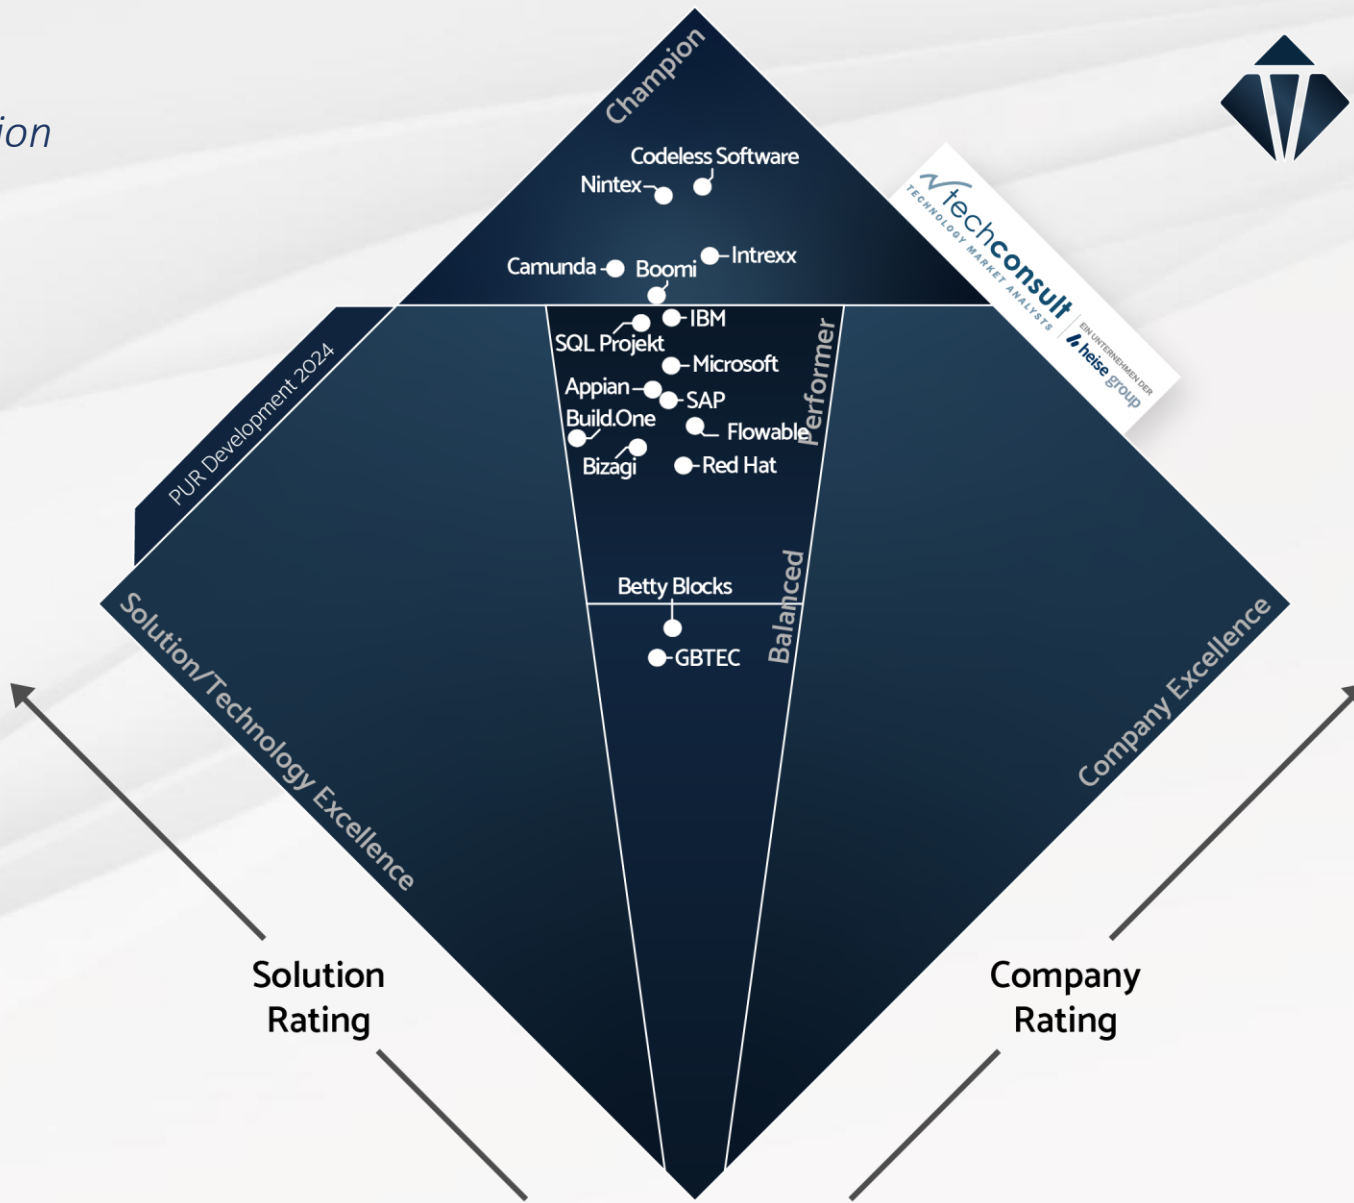 ion
Champion
Codeless Software
Nintex
Intrexx
Camunda
Boomi
techconsult
TECHNOLOGY MARKET ANALYSTS
EIN UNTERNEHMEN DER
heise group
PUR Development 2024
IBM
SQL Projekt
Performer
Microsoft
Appian
SAP
Build.One
Flowable
Bizagi
Red Hat
Betty Blocks
Balanced
GBTEC
Solution/Technology Excellence
Company Excellence
Solution
Rating
Company
Rating